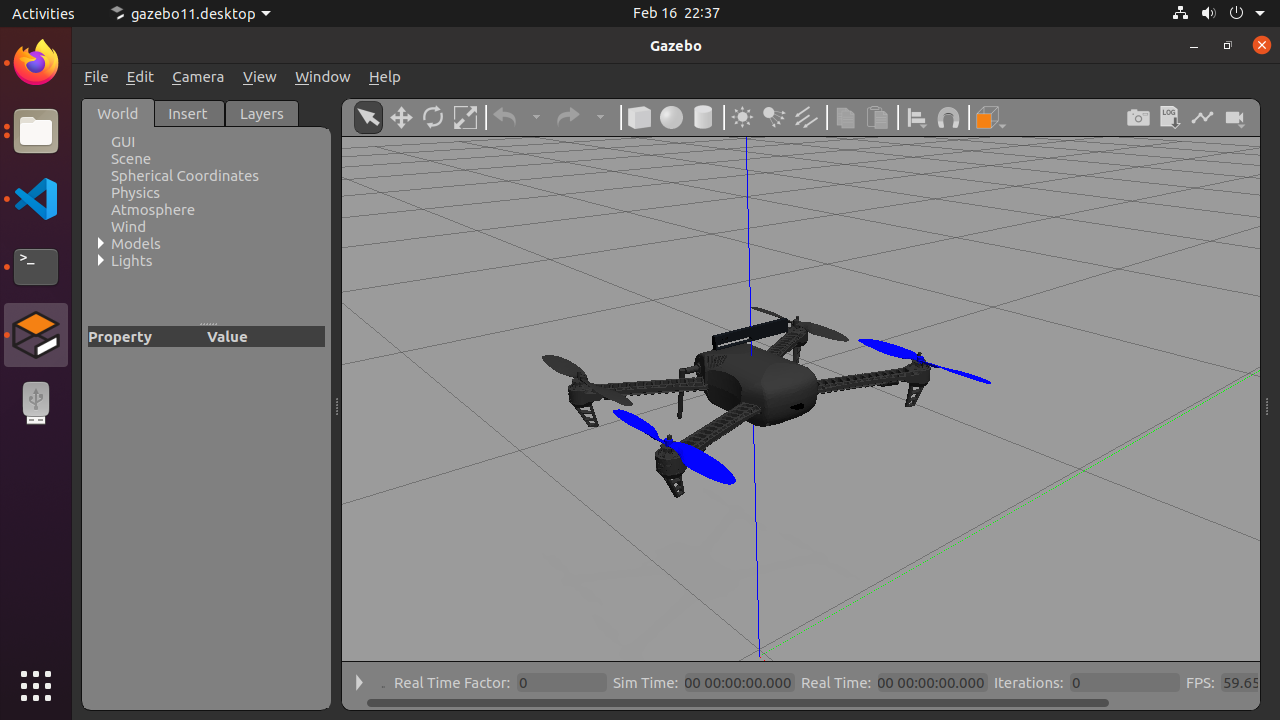 Activities gazebo11.desktop Feb 16 22:37
Gazebo
File Edit Camera View Window Help
World Insert Layers
LOG
GUI
Scene
Spherical Coordinates
Physics
Atmosphere
Wind
Models
Lights
Property Value
>_
Real Time Factor: 0 Sim Time: 00 00:00:00.000 Real Time: 00 00:00:00.000 Iterations: 0 FPS: 59.65